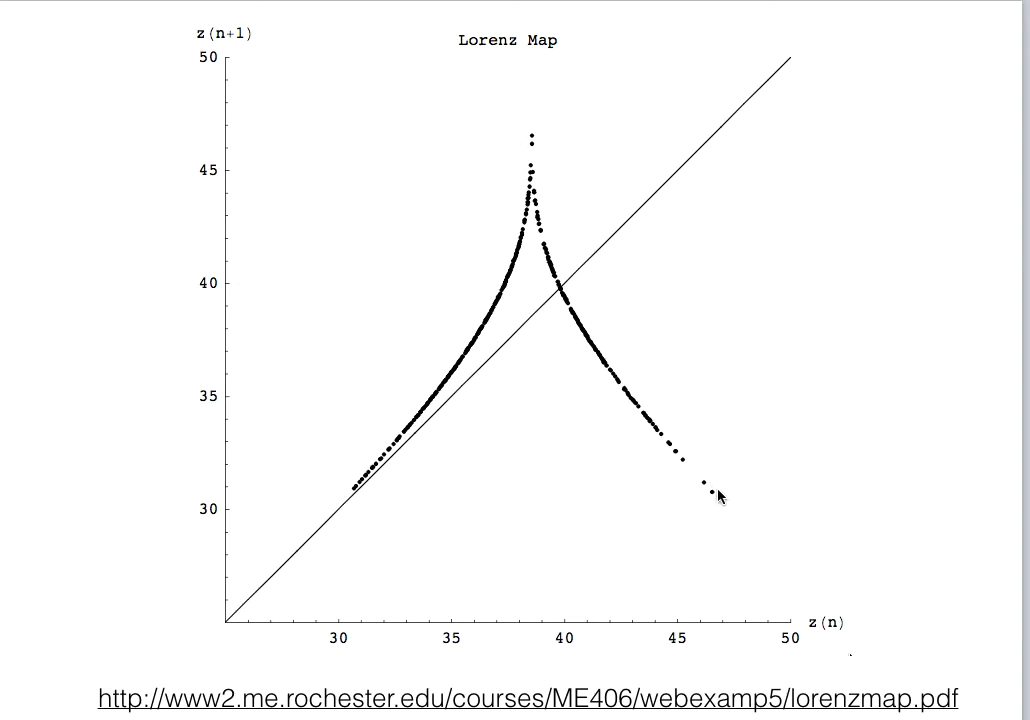 z(n+1)
Lorenz Map
50
45
40
35
30
30 35 40 45 50
z(n)
http://www2.me.rochester.edu/courses/ME406/webexamp5/lorenzmap.pdf